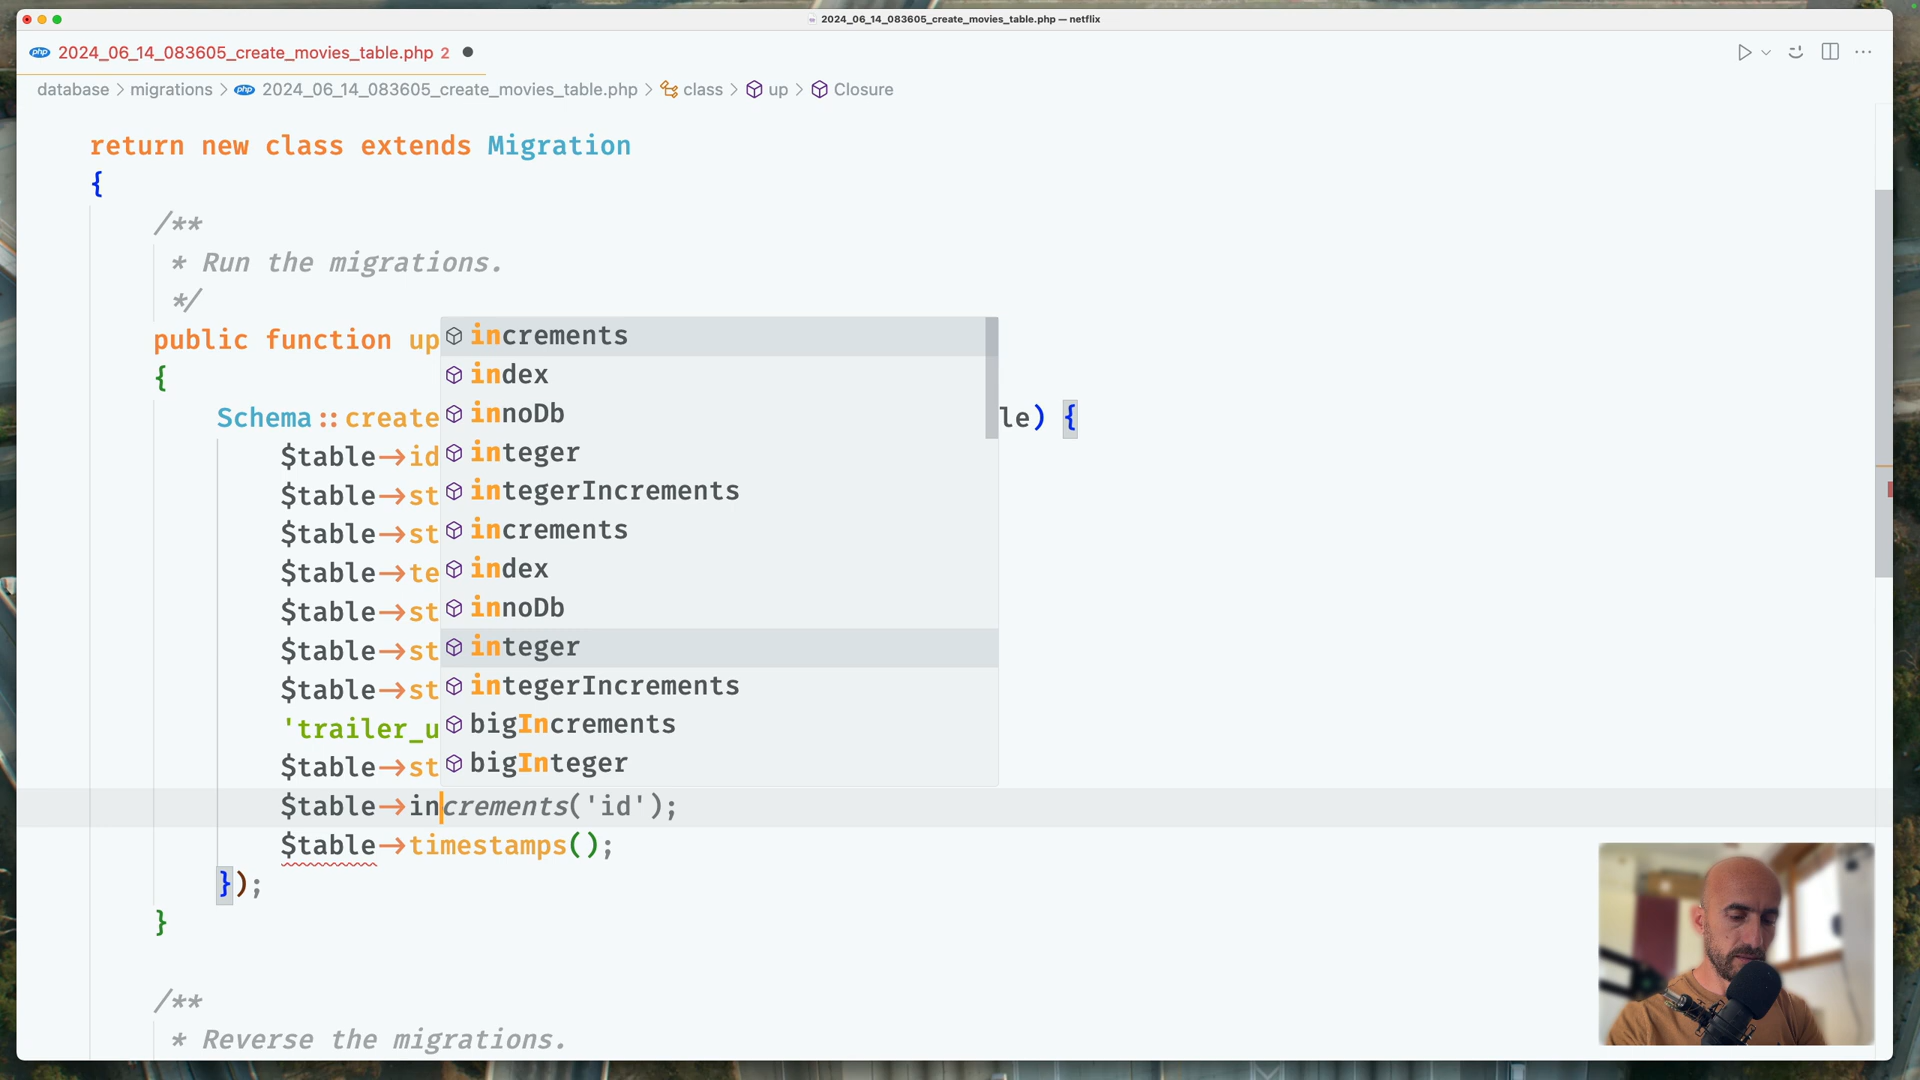 2024_06_14_083605_create_movies_table.php — netflix
php 2024_06_14_083605_create_movies_table.php 2
database > migrations > php 2024_06_14_083605_create_movies_table.php > class > up > Closure
return new class extends Migration
{
/**
* Run the migrations.
*/
public function up
{
Schema::create le) {
$table->id
$table->st
$table->st
$table->te
$table->st
$table->st
$table->st
'trailer_u
$table->st
increments
index
innoDb
integer
integerIncrements
increments
index
innoDb
integer
integerIncrements
bigIncrements
bigInteger
$table->increments('id');
$table->timestamps();
});
}
/**
* Reverse the migrations.